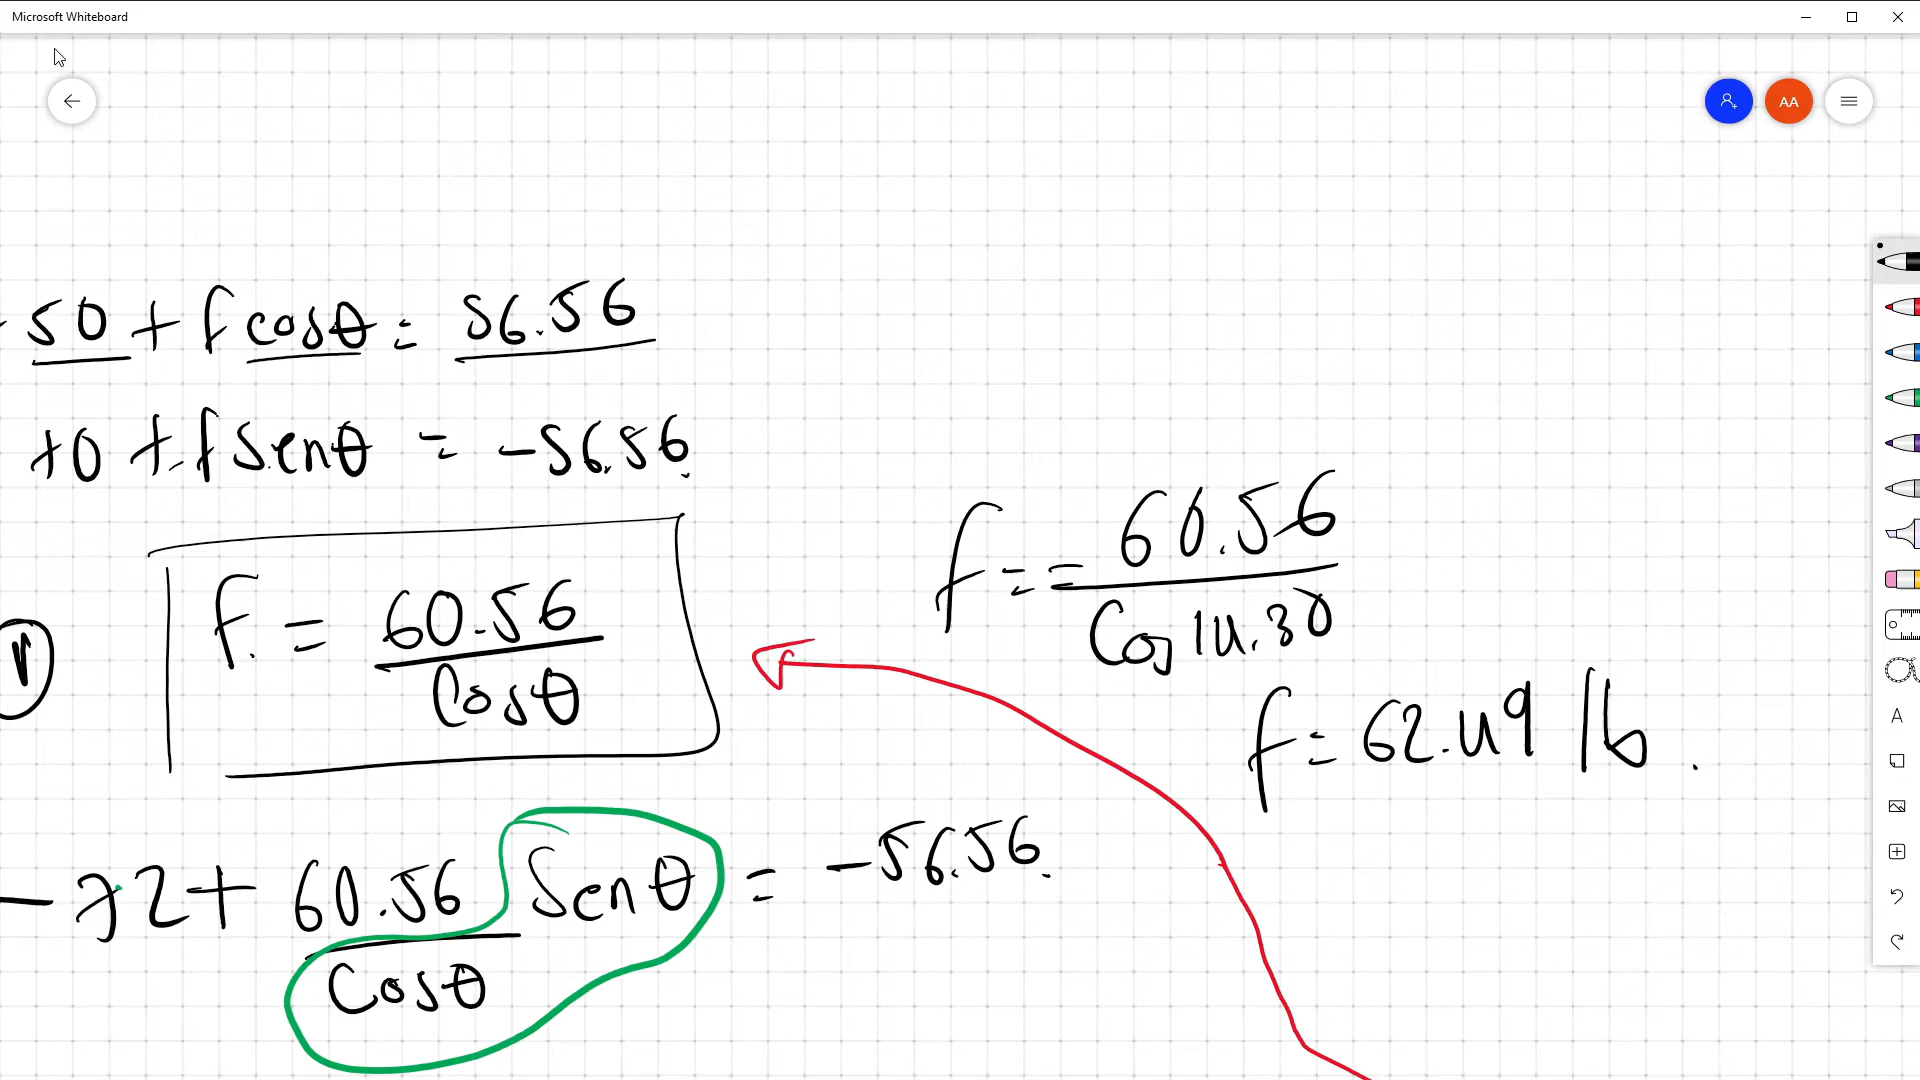 Microsoft Whiteboard
AA
- 50 + f cosθ = 56.56
+0 + f Senθ = -56.56
f = 60.56
Cosθ
f == 60.56
Cos 14.30
f = 62.49 lb.
-72 + 60.56 Senθ = -56.56
Cosθ
A